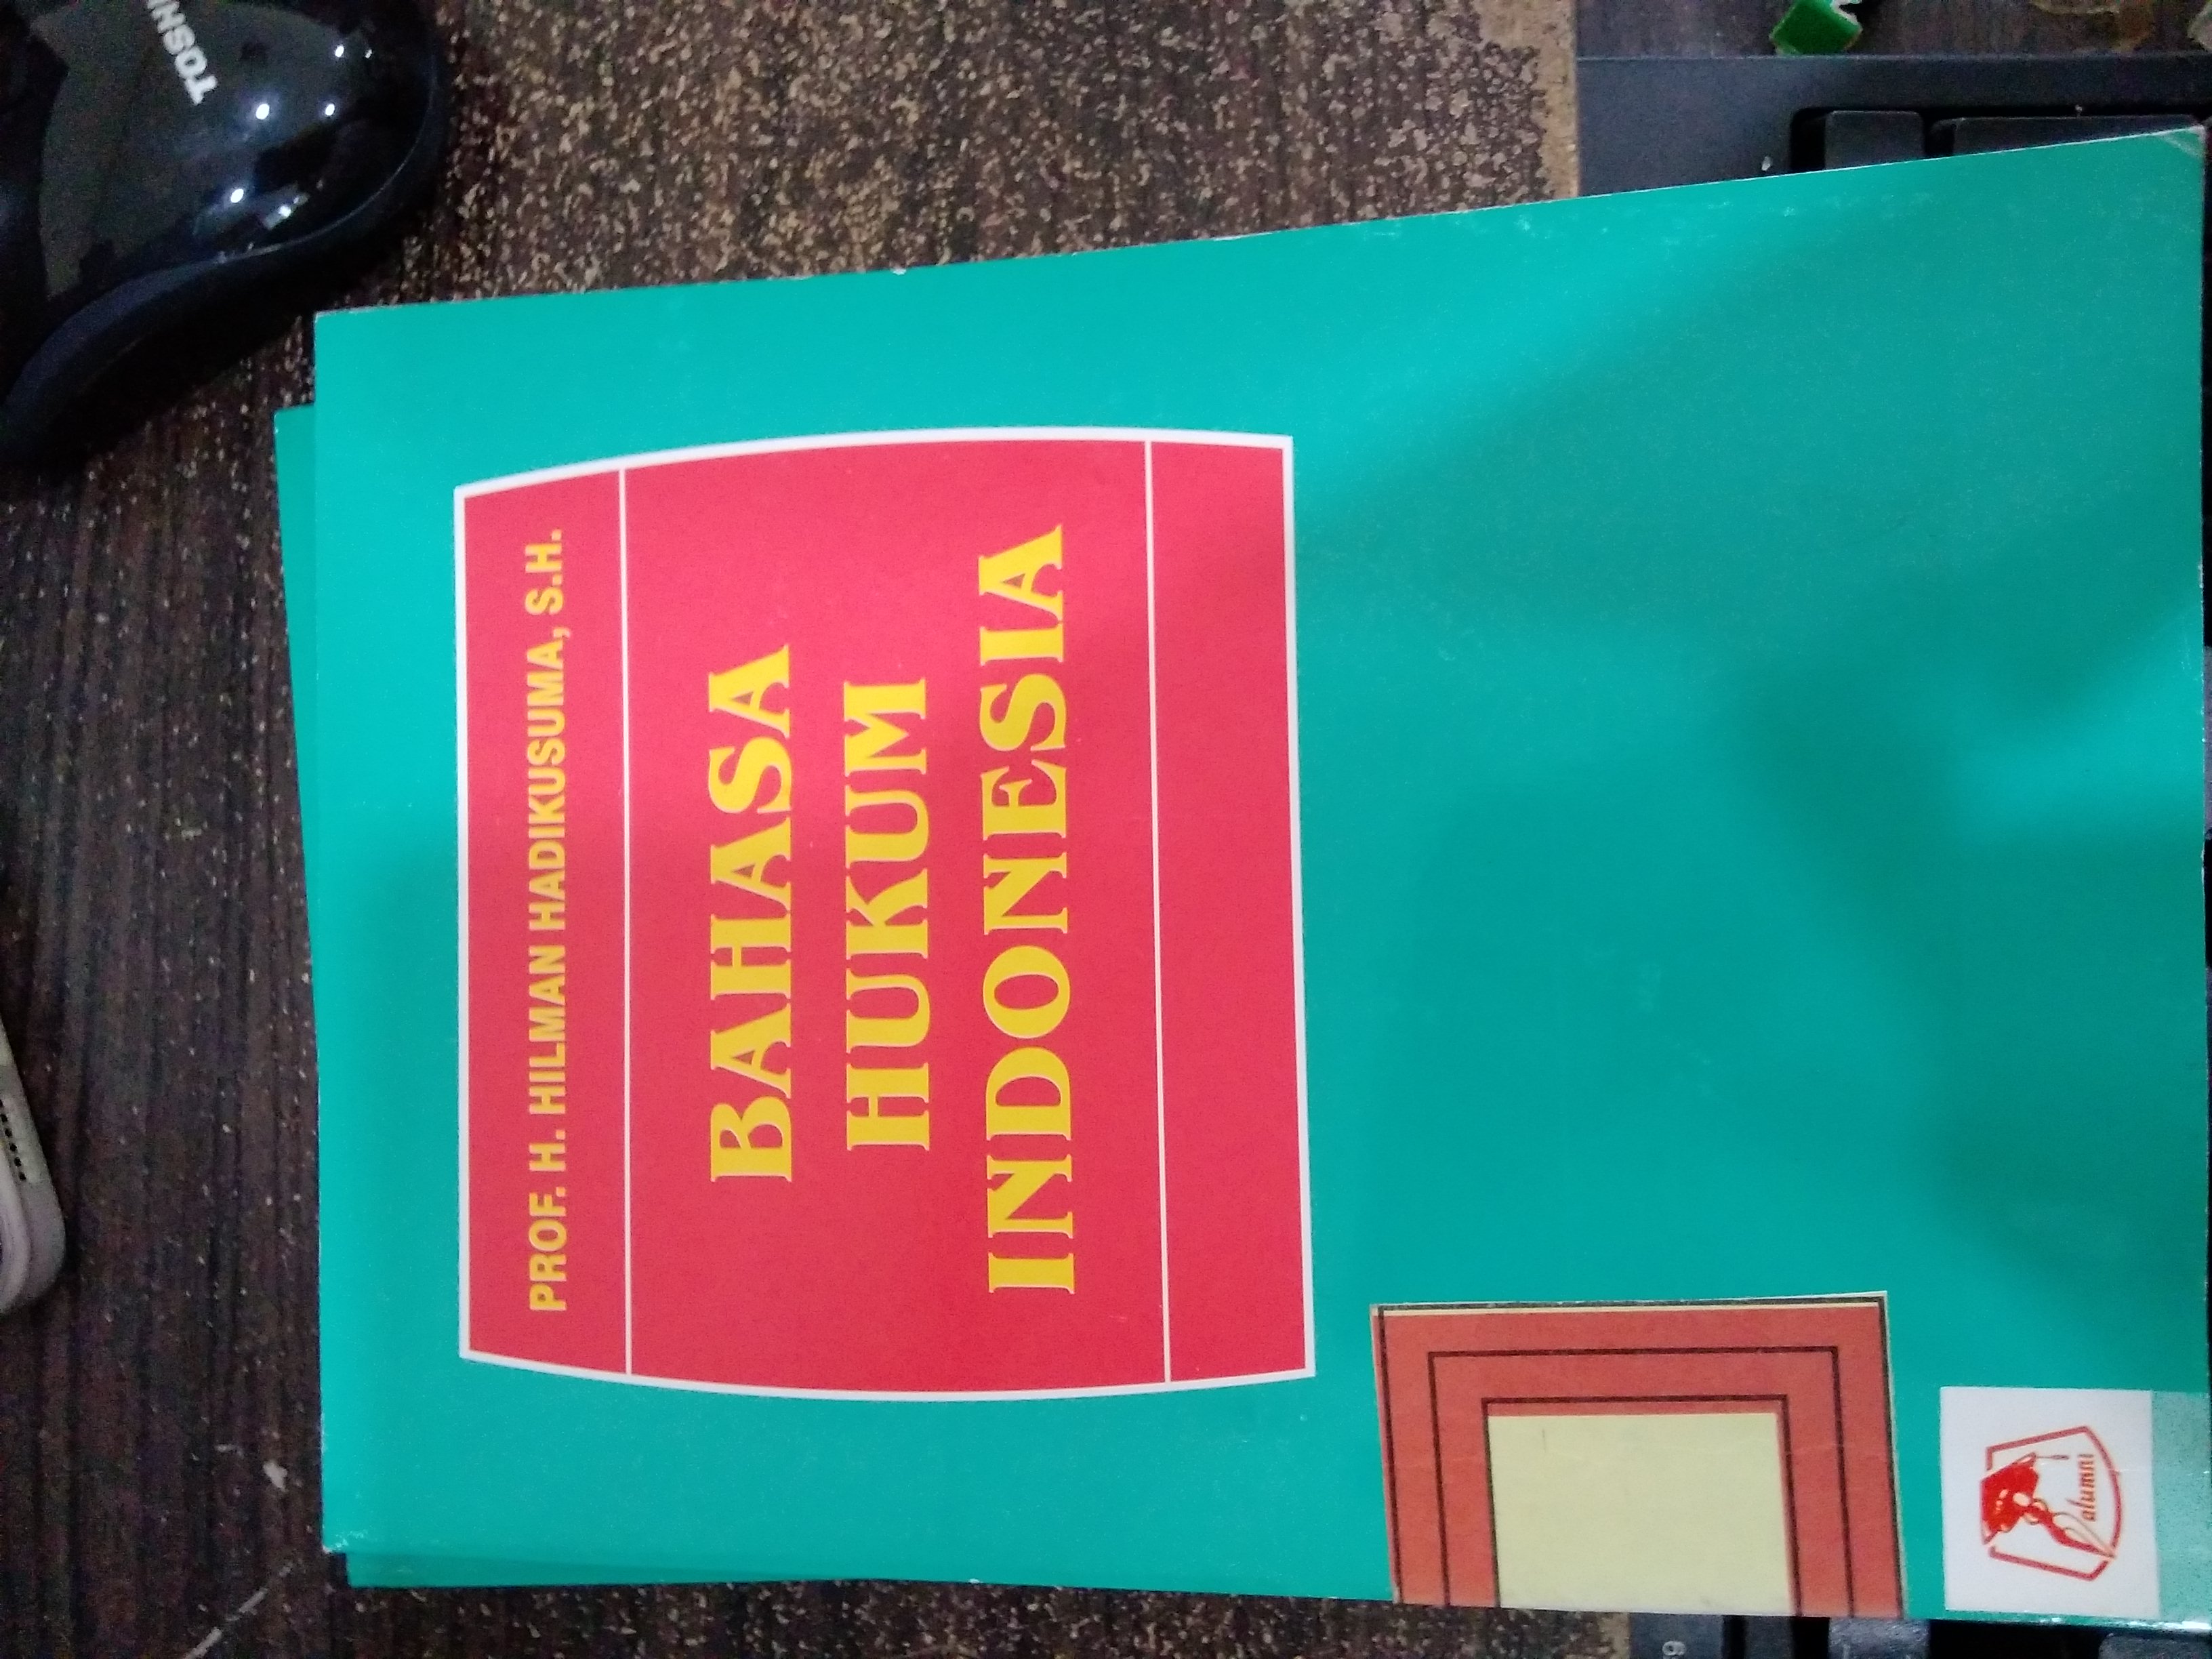 PROF. H. HILMAN HADIKUSUMA, S.H.
BAHASA
HUKUM
INDONESIA
alumni